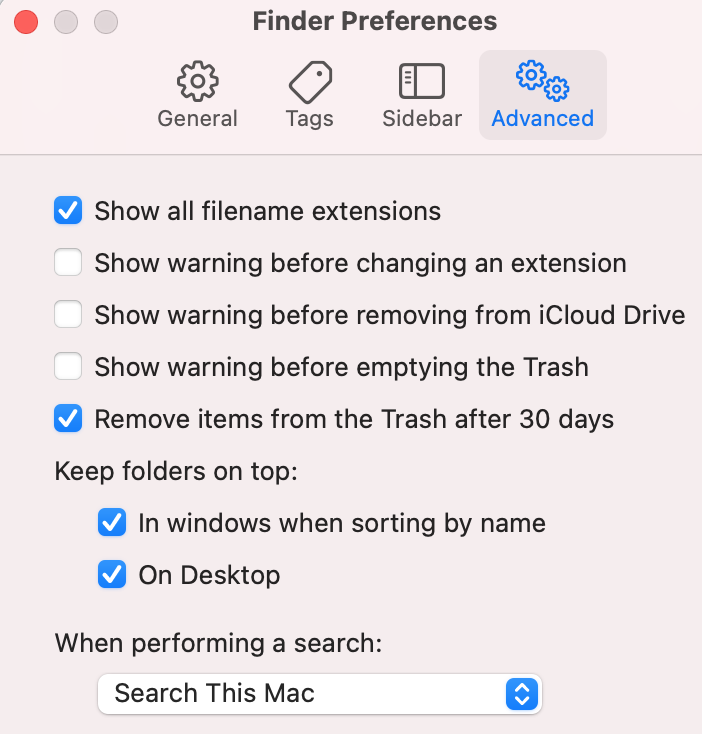 Finder Preferences
General
Tags
Sidebar
Advanced
Show all filename extensions
Show warning before changing an extension
Show warning before removing from iCloud Drive
Show warning before emptying the Trash
Remove items from the Trash after 30 days
Keep folders on top:
In windows when sorting by name
On Desktop
When performing a search:
Search This Mac